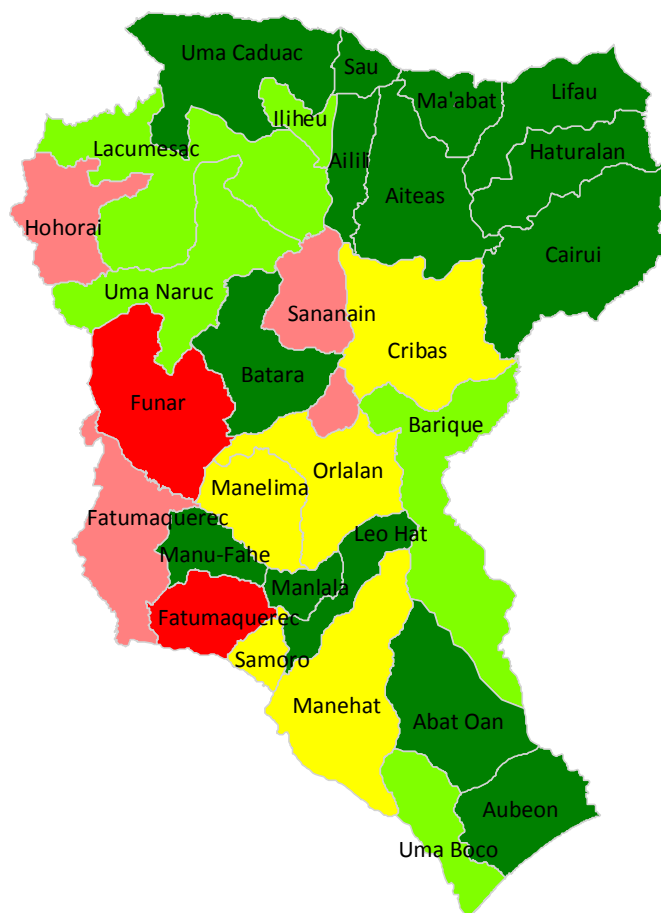 Uma Caduac
Sau
Ma'abat
Lifau
Iliheu
Lacumesac
Ailili
Haturalan
Aiteas
Hohorai
Cairui
Uma Naruc
Sananain
Cribas
Batara
Funar
Barique
Orlalan
Manelima
Fatumaquerec
Leo Hat
Manu-Fahe
Manlala
Fatumaquerec
Samoro
Manehat
Abat Oan
Aubeon
Uma Boco